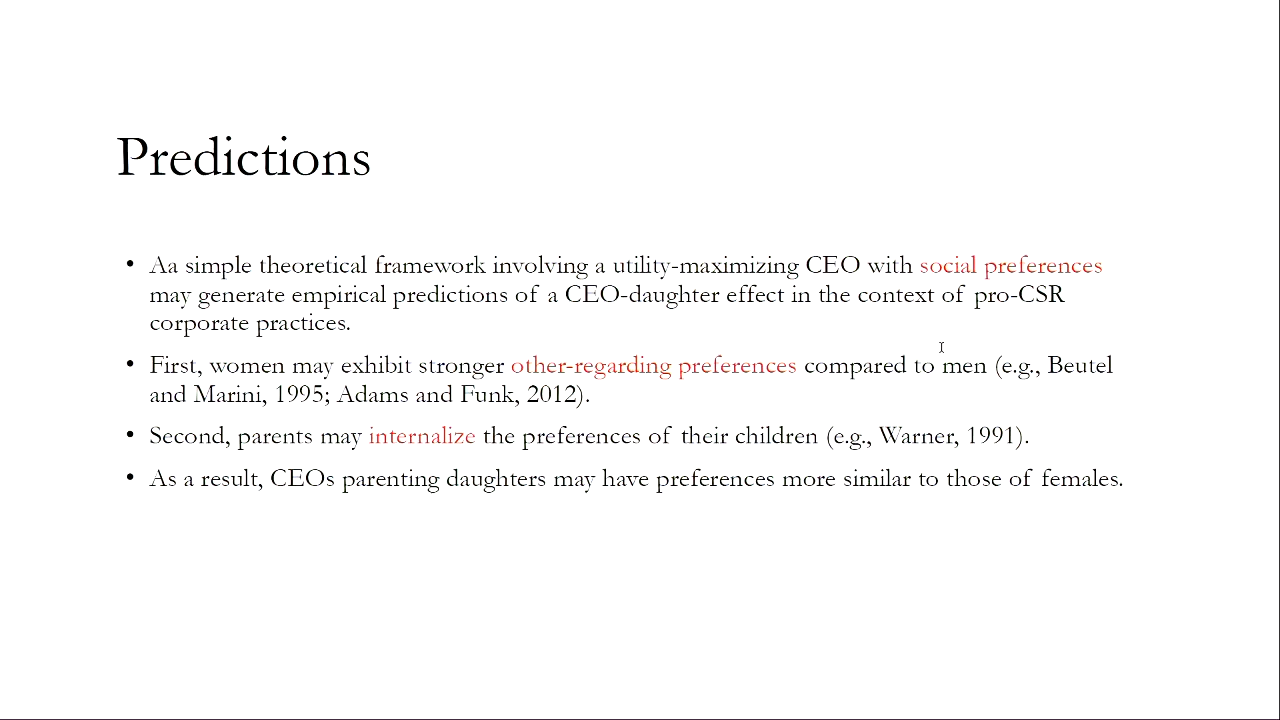 Predictions
• Aa simple theoretical framework involving a utility-maximizing CEO with social preferences
may generate empirical predictions of a CEO-daughter effect in the context of pro-CSR
corporate practices.
• First, women may exhibit stronger other-regarding preferences compared to men (e.g., Beutel
and Marini, 1995; Adams and Funk, 2012).
• Second, parents may internalize the preferences of their children (e.g., Warner, 1991).
• As a result, CEOs parenting daughters may have preferences more similar to those of females.